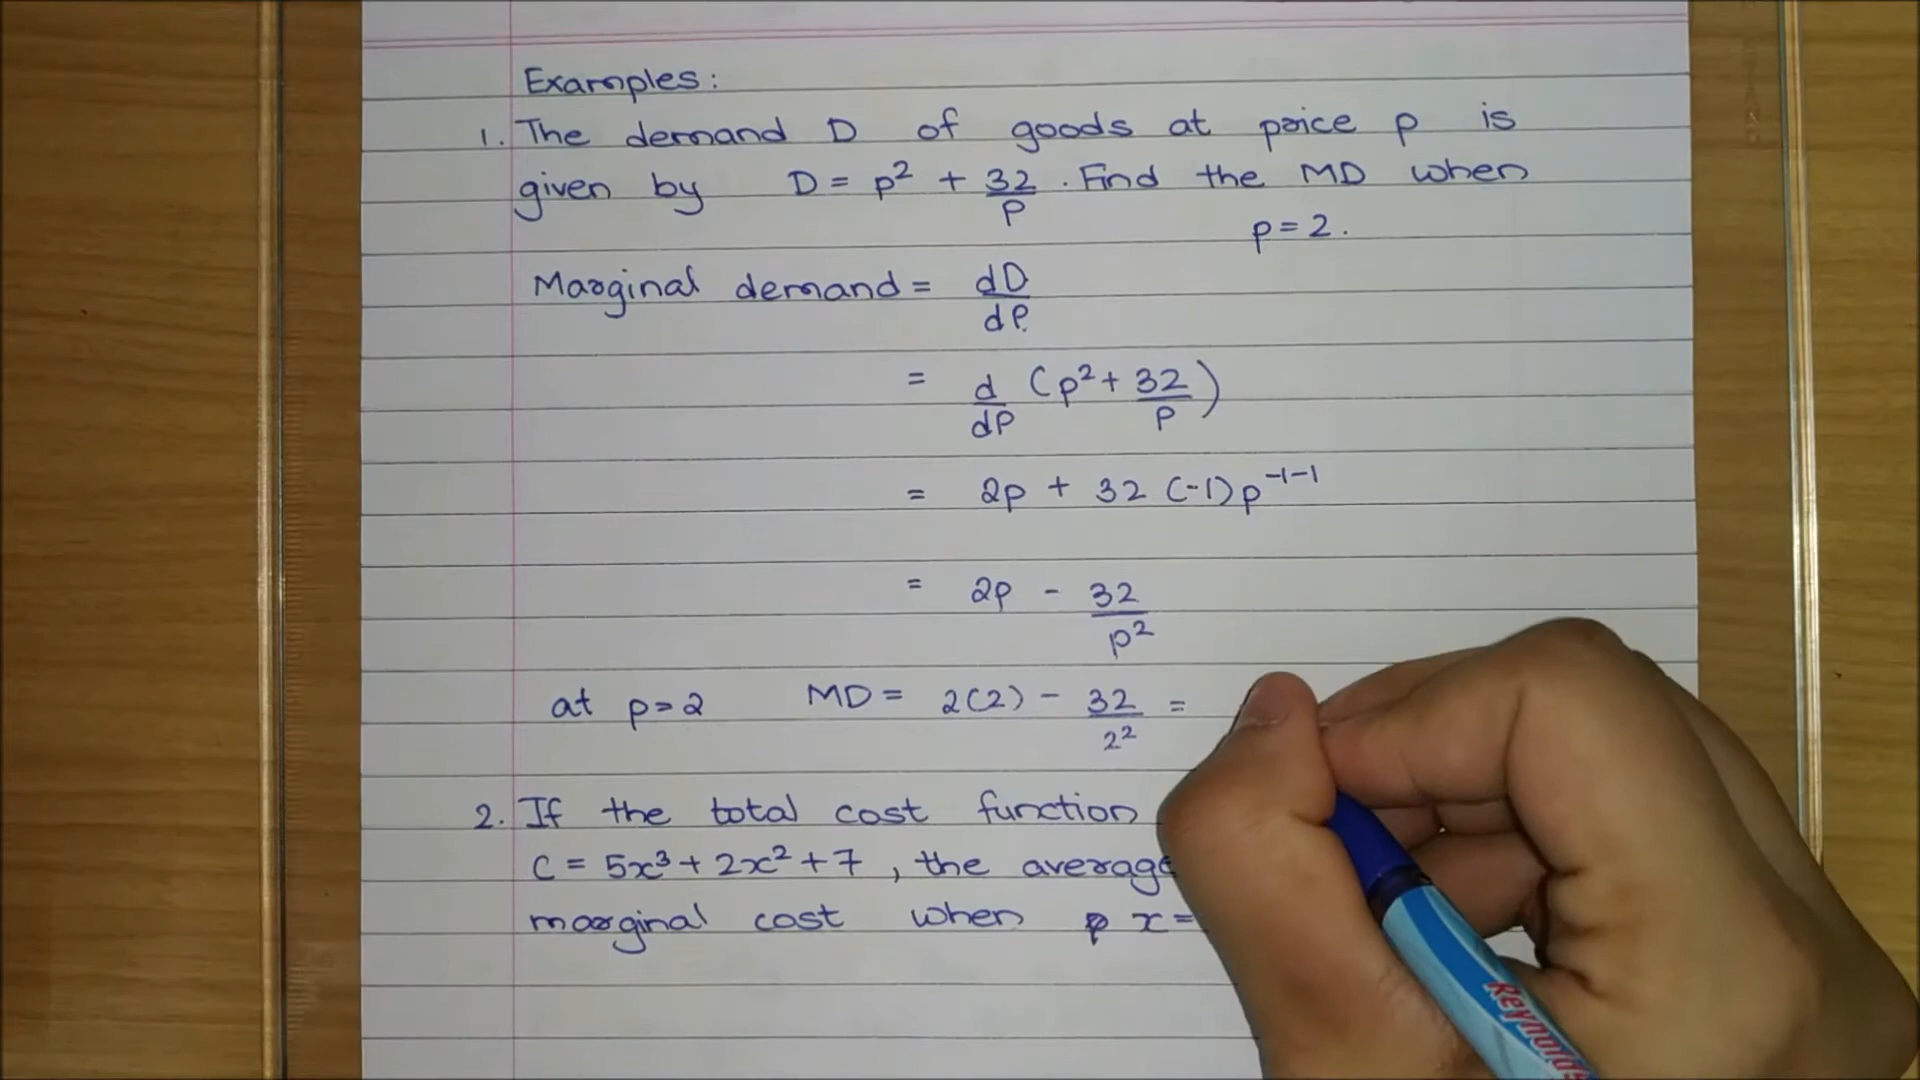 Examples:
1. The demand D of goods at price p is
given by D = p² + 32/P . Find the MD when
p = 2.
Marginal demand = dD/dP
= d/dP (p² + 32/P)
= 2p + 32 (-1) p⁻¹⁻¹
= 2p - 32/p²
at p = 2 MD = 2(2) - 32/2² =
2. If the total cost function
C = 5x³ + 2x² + 7 , the average
marginal cost when x =
Reynolds